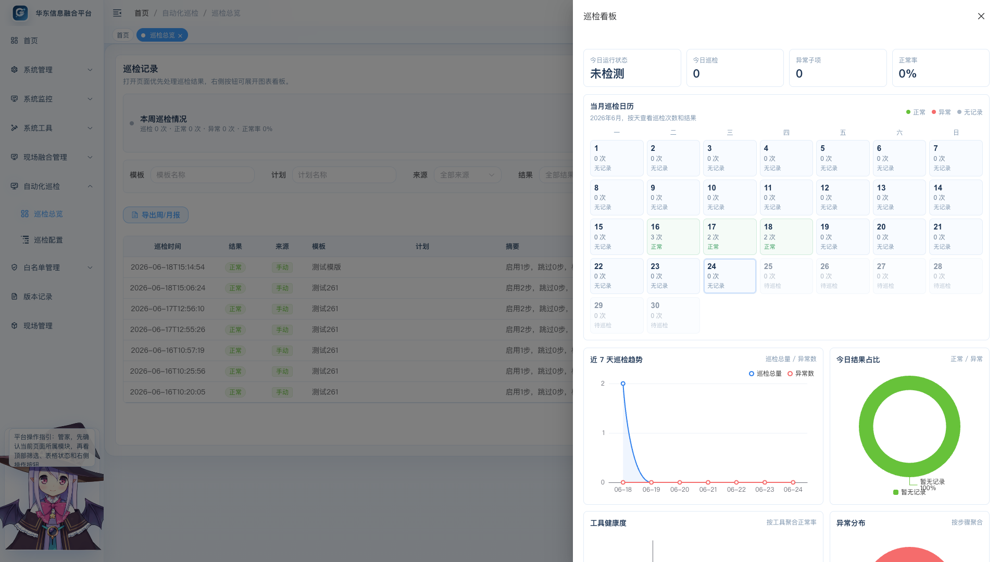 华东信息融合平台
首页
系统管理
系统监控
系统工具
现场融合管理
自动化巡检
巡检总览
巡检配置
白名单管理
版本记录
现场管理
平台操作指引：管家，先确
认当前页面所属模块，再看
顶部筛选、表格状态和右侧
操作按钮
首页 / 自动化巡检 / 巡检总览
首页
巡检总览
巡检记录
打开页面优先处理巡检结果，右侧按钮可展开图表看板。
本周巡检情况
巡检 0 次 · 正常 0 次 · 异常 0 次 · 正常率 0%
模板 模板名称 计划 计划名称 来源 全部来源 结果 全部结果
导出周/月报
巡检时间 结果 来源 模板 计划 摘要
2026-06-18T15:14:54 正常 手动 测试模版 启用1步，跳过0步，
2026-06-18T15:06:24 正常 手动 测试261 启用2步，跳过0步，
2026-06-17T12:56:10 正常 手动 测试261 启用2步，跳过0步，
2026-06-17T12:55:26 正常 手动 测试261 启用2步，跳过0步，
2026-06-16T10:57:19 正常 手动 测试261 启用1步，跳过0步，
2026-06-16T10:25:56 正常 手动 测试261 启用1步，跳过0步，
2026-06-16T10:20:05 正常 手动 测试261 启用1步，跳过0步，
巡检看板
今日运行状态
未检测
今日巡检
0
异常子项
0
正常率
0%
当月巡检日历
2026年6月，按天查看巡检次数和结果
正常 异常 无记录
一 二 三 四 五 六 日
1 2 3 4 5 6 7
0 次 0 次 0 次 0 次 0 次 0 次 0 次
无记录 无记录 无记录 无记录 无记录 无记录 无记录
8 9 10 11 12 13 14
0 次 0 次 0 次 0 次 0 次 0 次 0 次
无记录 无记录 无记录 无记录 无记录 无记录 无记录
15 16 17 18 19 20 21
0 次 3 次 2 次 2 次 0 次 0 次 0 次
无记录 正常 正常 正常 无记录 无记录 无记录
22 23 24 25 26 27 28
0 次 0 次 0 次 0 次 0 次 0 次 0 次
无记录 无记录 无记录 待巡检 待巡检 待巡检 待巡检
29 30
0 次 0 次
待巡检 待巡检
近 7 天巡检趋势
巡检总量 / 异常数
巡检总量 异常数
2
1
0
06-18 06-19 06-20 06-21 06-22 06-23 06-24
今日结果占比
正常 / 异常
暂无记录
100%
暂无记录
工具健康度
按工具聚合正常率
异常分布
按步骤聚合